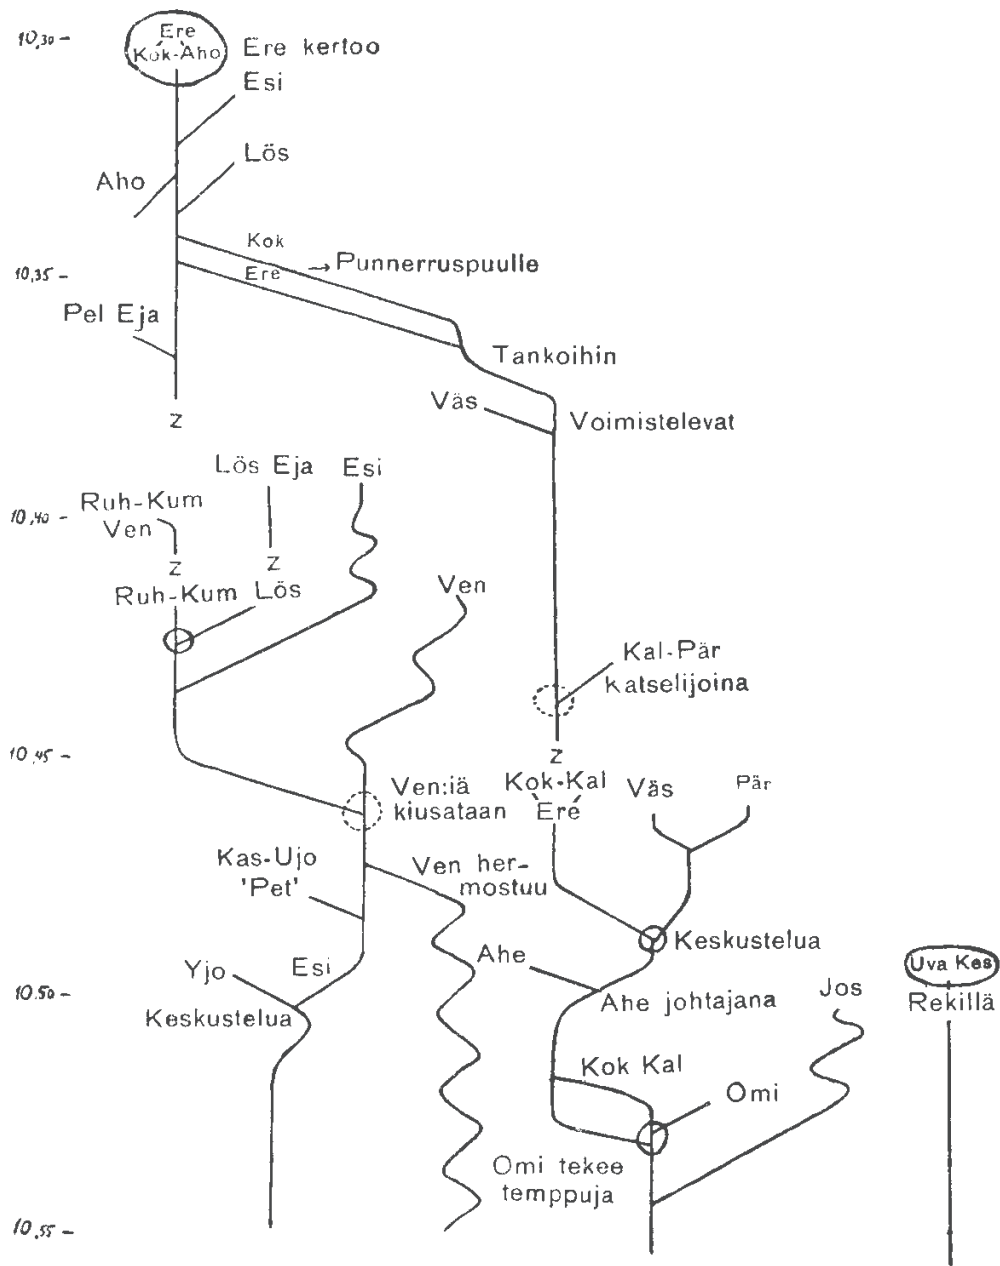 10,30
Ere
Kok-Aho
Ere kertoo
Esi
Lös
Aho
Kok
10,35
Ere
→Punnerruspuulle
Pel Eja
Tankoihin
Väs
Voimistelevat
z
Lös Eja
Esi
10,40
Ruh-Kum
Ven
z
z
Ruh-Kum
Lös
Ven
Kal-Pär
katselijoina
10,45
z
Ven:iä
kiusataan
Kok-Kal
Ere
Väs
Pär
Kas-Ujo
'Pet'
Ven her-
mostuu
Keskustelua
Ahe
Yjo
Esi
Uva Kes
10,50
Keskustelua
Ahe johtajana
Jos
Rekillä
Kok Kal
Omi
Omi tekee
temppuja
10,55